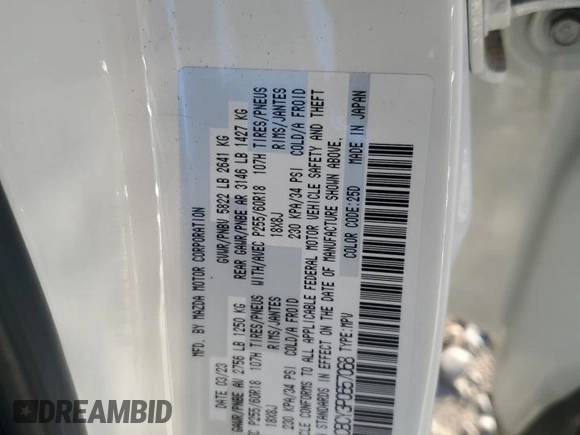 MFD. BY MAZDA MOTOR CORPORATION
DATE 03/23 GVWR/PNBV 5822 LB 2641 KG
GAWR/PNBE AV 2756 LB 1250 KG REAR GAWR/PNBE AR 3146 LB 1427 KG
P255/60R18 107H TIRES/PNEUS WITH/AVEC P255/60R18 107H TIRES/PNEUS
18X8J RIMS/JANTES 18X8J RIMS/JANTES
230 KPA/34 PSI COLD/A FROID 230 KPA/34 PSI COLD/A FROID
CONFORMS TO ALL APPLICABLE FEDERAL MOTOR VEHICLE SAFETY AND THEFT
STANDARDS IN EFFECT ON THE DATE OF MANUFACTURE SHOWN ABOVE.
TYPE:MPV COLOR CODE:25D MADE IN JAPAN
EPICARD